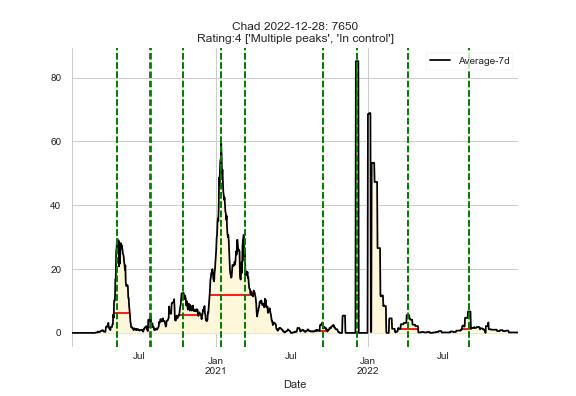 Chad 2022-12-28: 7650
Rating:4 ['Multiple peaks', 'In control']
Average-7d
80
60
40
20
0
Jul
Jan
2021
Jul
Jan
2022
Jul
Date